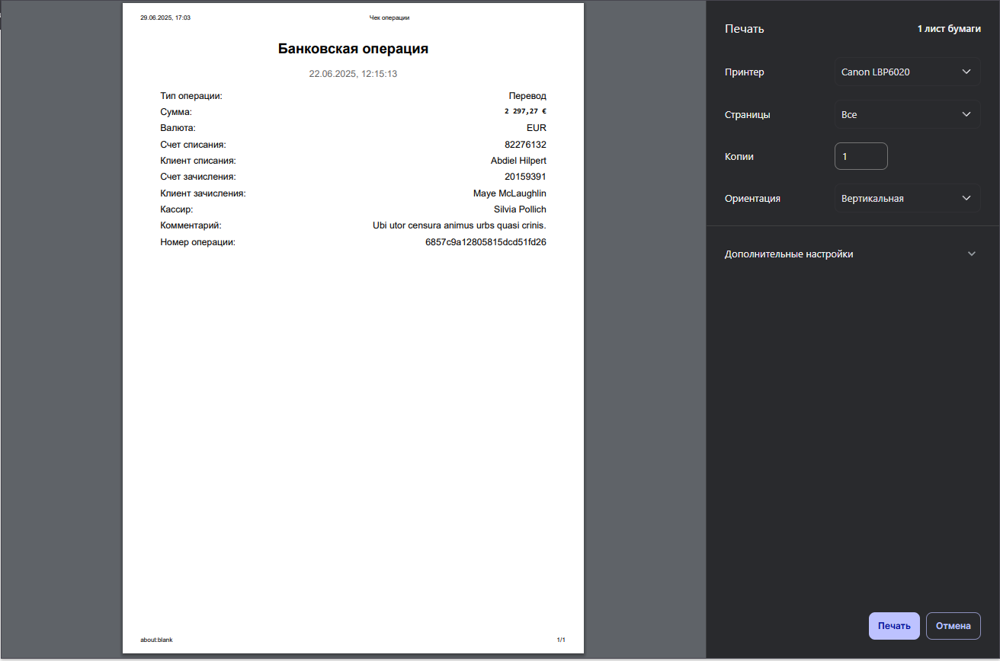 29.06.2025, 17:03 Чек операции
Банковская операция
22.06.2025, 12:15:13
Тип операции: Перевод
Сумма: 2 297,27 €
Валюта: EUR
Счет списания: 82276132
Клиент списания: Abdiel Hilpert
Счет зачисления: 20159391
Клиент зачисления: Maye McLaughlin
Кассир: Silvia Pollich
Комментарий: Ubi utor censura animus urbs quasi crinis.
Номер операции: 6857c9a12805815dcd51fd26
about:blank 1/1
Печать 1 лист бумаги
Принтер Canon LBP6020
Страницы Все
Копии 1
Ориентация Вертикальная
Дополнительные настройки
Печать Отмена